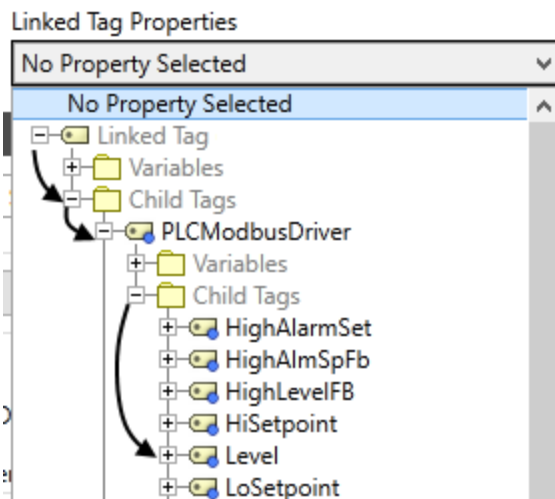 Linked Tag Properties
No Property Selected
No Property Selected
Linked Tag
Variables
Child Tags
PLCModbusDriver
Variables
Child Tags
HighAlarmSet
HighAlmSpFb
HighLevelFB
HiSetpoint
Level
LoSetpoint